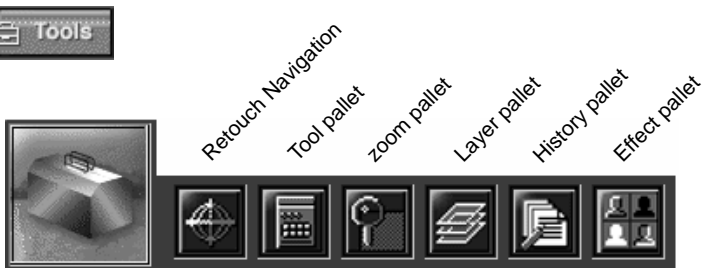 Tools
Retouch Navigation
Tool pallet
zoom pallet
Layer pallet
History pallet
Effect pallet